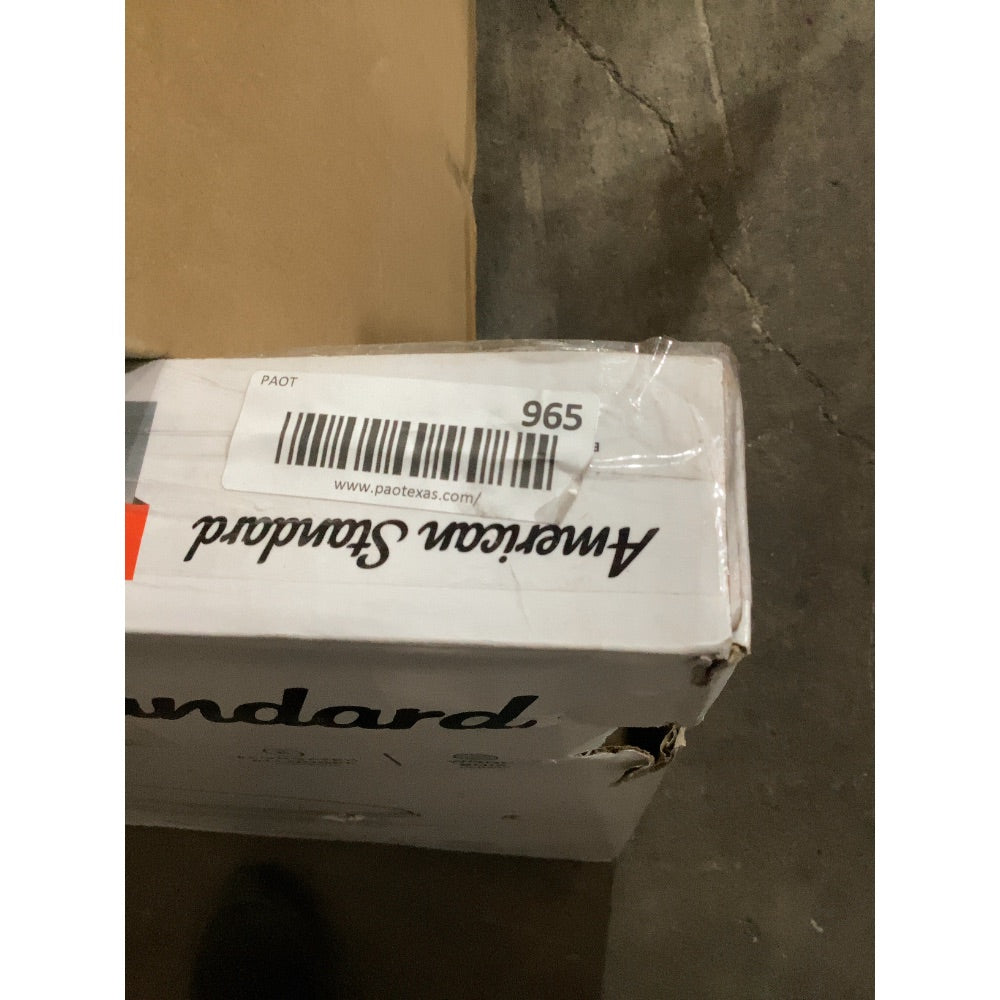 PAOT
965
www.paotexas.com/
American Standard
andard